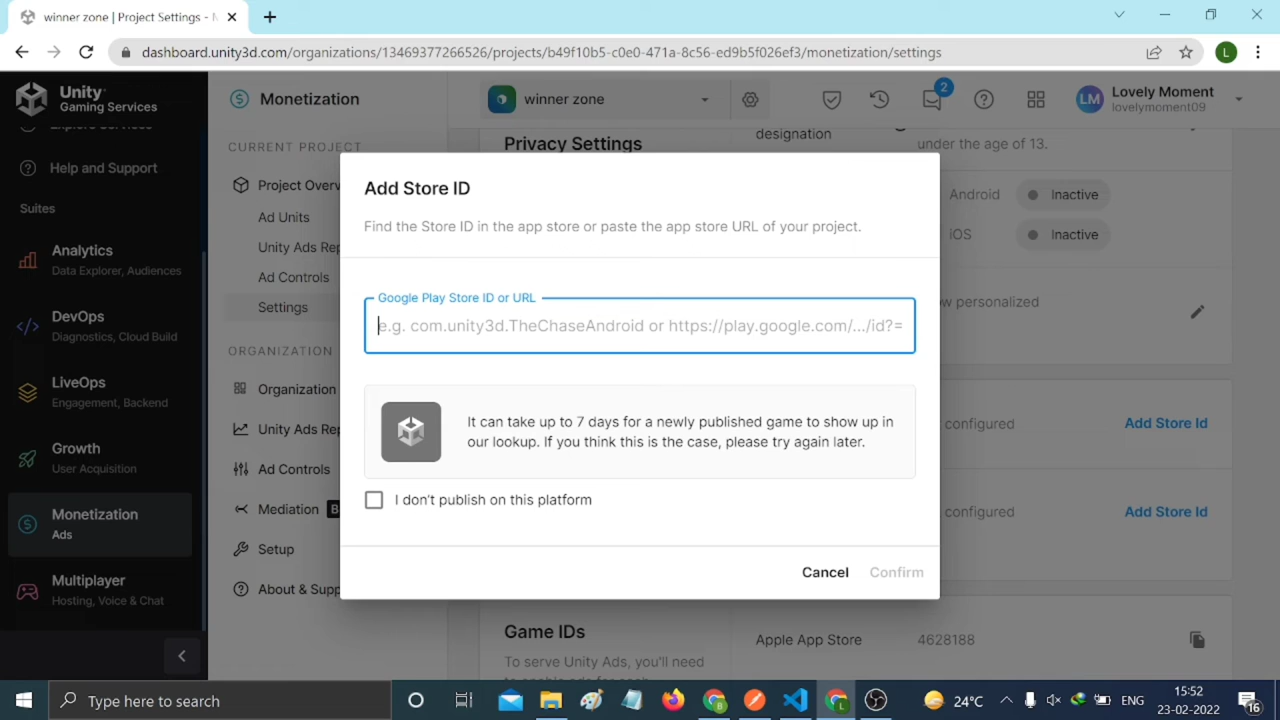 winner zone | Project Settings -
dashboard.unity3d.com/organizations/13469377266526/projects/b49f10b5-c0e0-471a-8c56-ed9b5f026ef3/monetization/settings
L
Unity
Gaming Services
Explore Services
Help and Support
Suites
Analytics
Data Explorer, Audiences
DevOps
Diagnostics, Cloud Build
LiveOps
Engagement, Backend
Growth
User Acquisition
Monetization
Ads
Multiplayer
Hosting, Voice & Chat
Monetization
CURRENT PROJECT
Project Overv
Ad Units
Unity Ads Rep
Ad Controls
Settings
ORGANIZATION
Organization
Unity Ads Rep
Ad Controls
Mediation B
Setup
About & Supp
winner zone
2
LM
Lovely Moment
lovelymoment09
Privacy Settings
designation
under the age of 13.
Android Inactive
iOS Inactive
ow personalized
configured Add Store Id
configured Add Store Id
Game IDs
To serve Unity Ads, you'll need
Apple App Store 4628188
Add Store ID
Find the Store ID in the app store or paste the app store URL of your project.
Google Play Store ID or URL
e.g. com.unity3d.TheChaseAndroid or https://play.google.com/.../id?=
It can take up to 7 days for a newly published game to show up in
our lookup. If you think this is the case, please try again later.
I don't publish on this platform
Cancel Confirm
Type here to search
B
L
24°C
ENG
15:52
23-02-2022
16